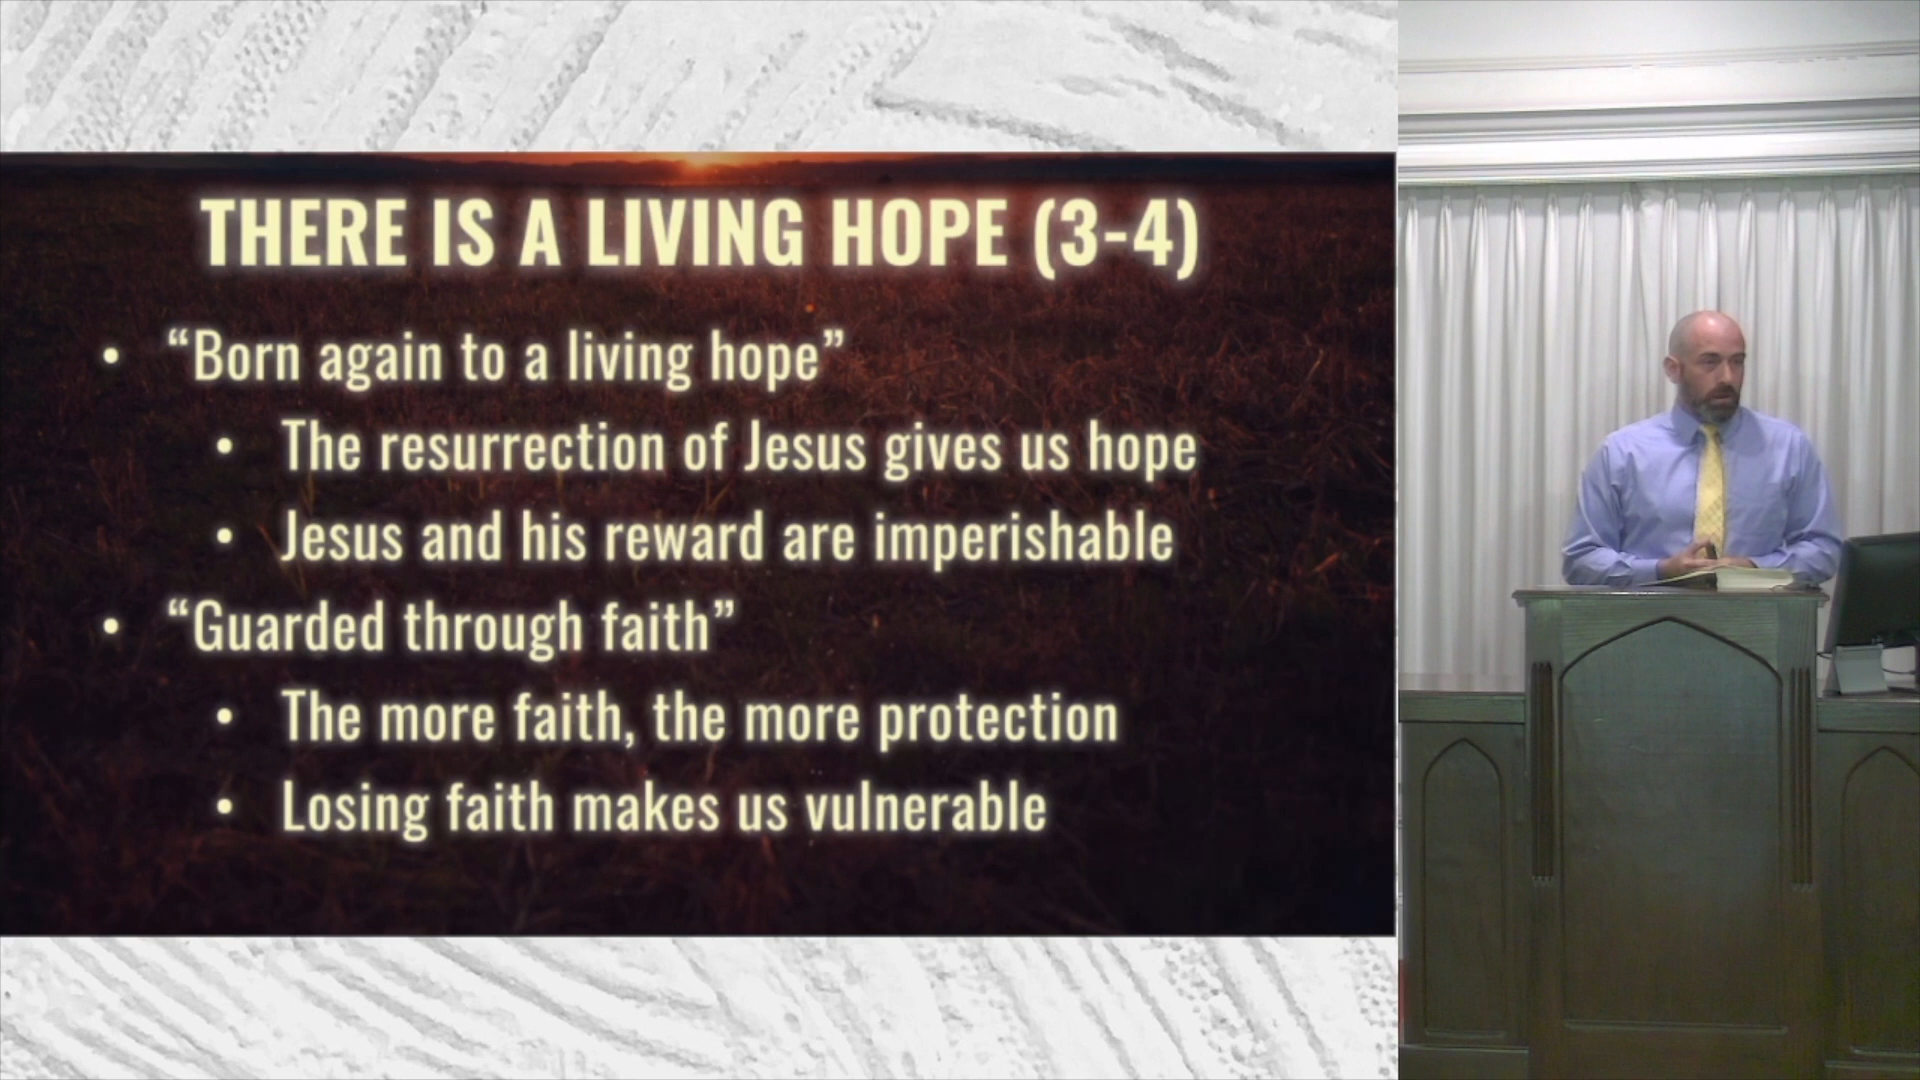 THERE IS A LIVING HOPE (3-4)
• “Born again to a living hope”
• The resurrection of Jesus gives us hope
• Jesus and his reward are imperishable
• “Guarded through faith”
• The more faith, the more protection
• Losing faith makes us vulnerable